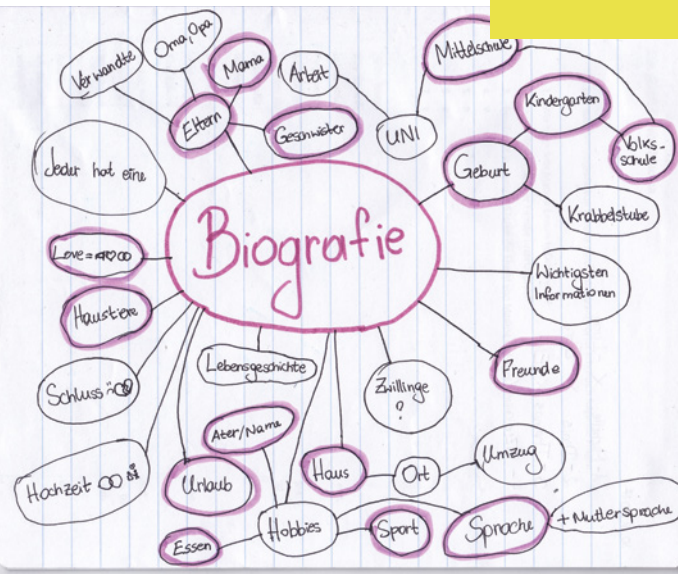 Biografie
Eltern
Verwandte
Oma, Opa
Mama
Geschwister
Geburt
Kindergarten
Volks-
schule
Mittelschule
UNI
Arbeit
Krabbelstube
Wichtigsten
Informationen
Freunde
Zwillinge
?
Haus
Ort
Umzug
Hobbies
Ater/Name
Essen
Sport
Sprache
+ Muttersprache
Lebensgeschichte
Urlaub
Hochzeit
Schluss
Haustiere
Love =
Jeder hat eine